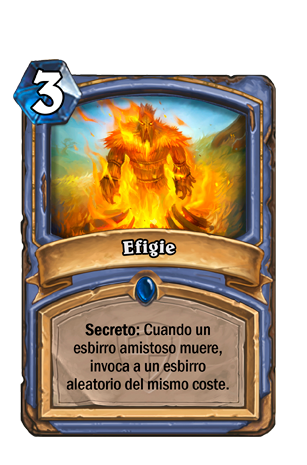 3
Efigie
Secreto: Cuando un
esbirro amistoso muere,
invoca a un esbirro
aleatorio del mismo coste.